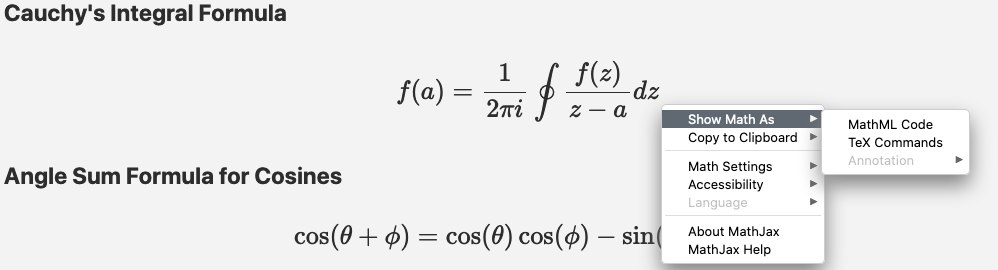 Cauchy's Integral Formula
f(a) = 1/2πi ∮ f(z)/z − a dz
Show Math As
MathML Code
Copy to Clipboard
TeX Commands
Annotation
Math Settings
Angle Sum Formula for Cosines
Accessibility
Language
About MathJax
cos(θ + ϕ) = cos(θ) cos(ϕ) − sin(
MathJax Help